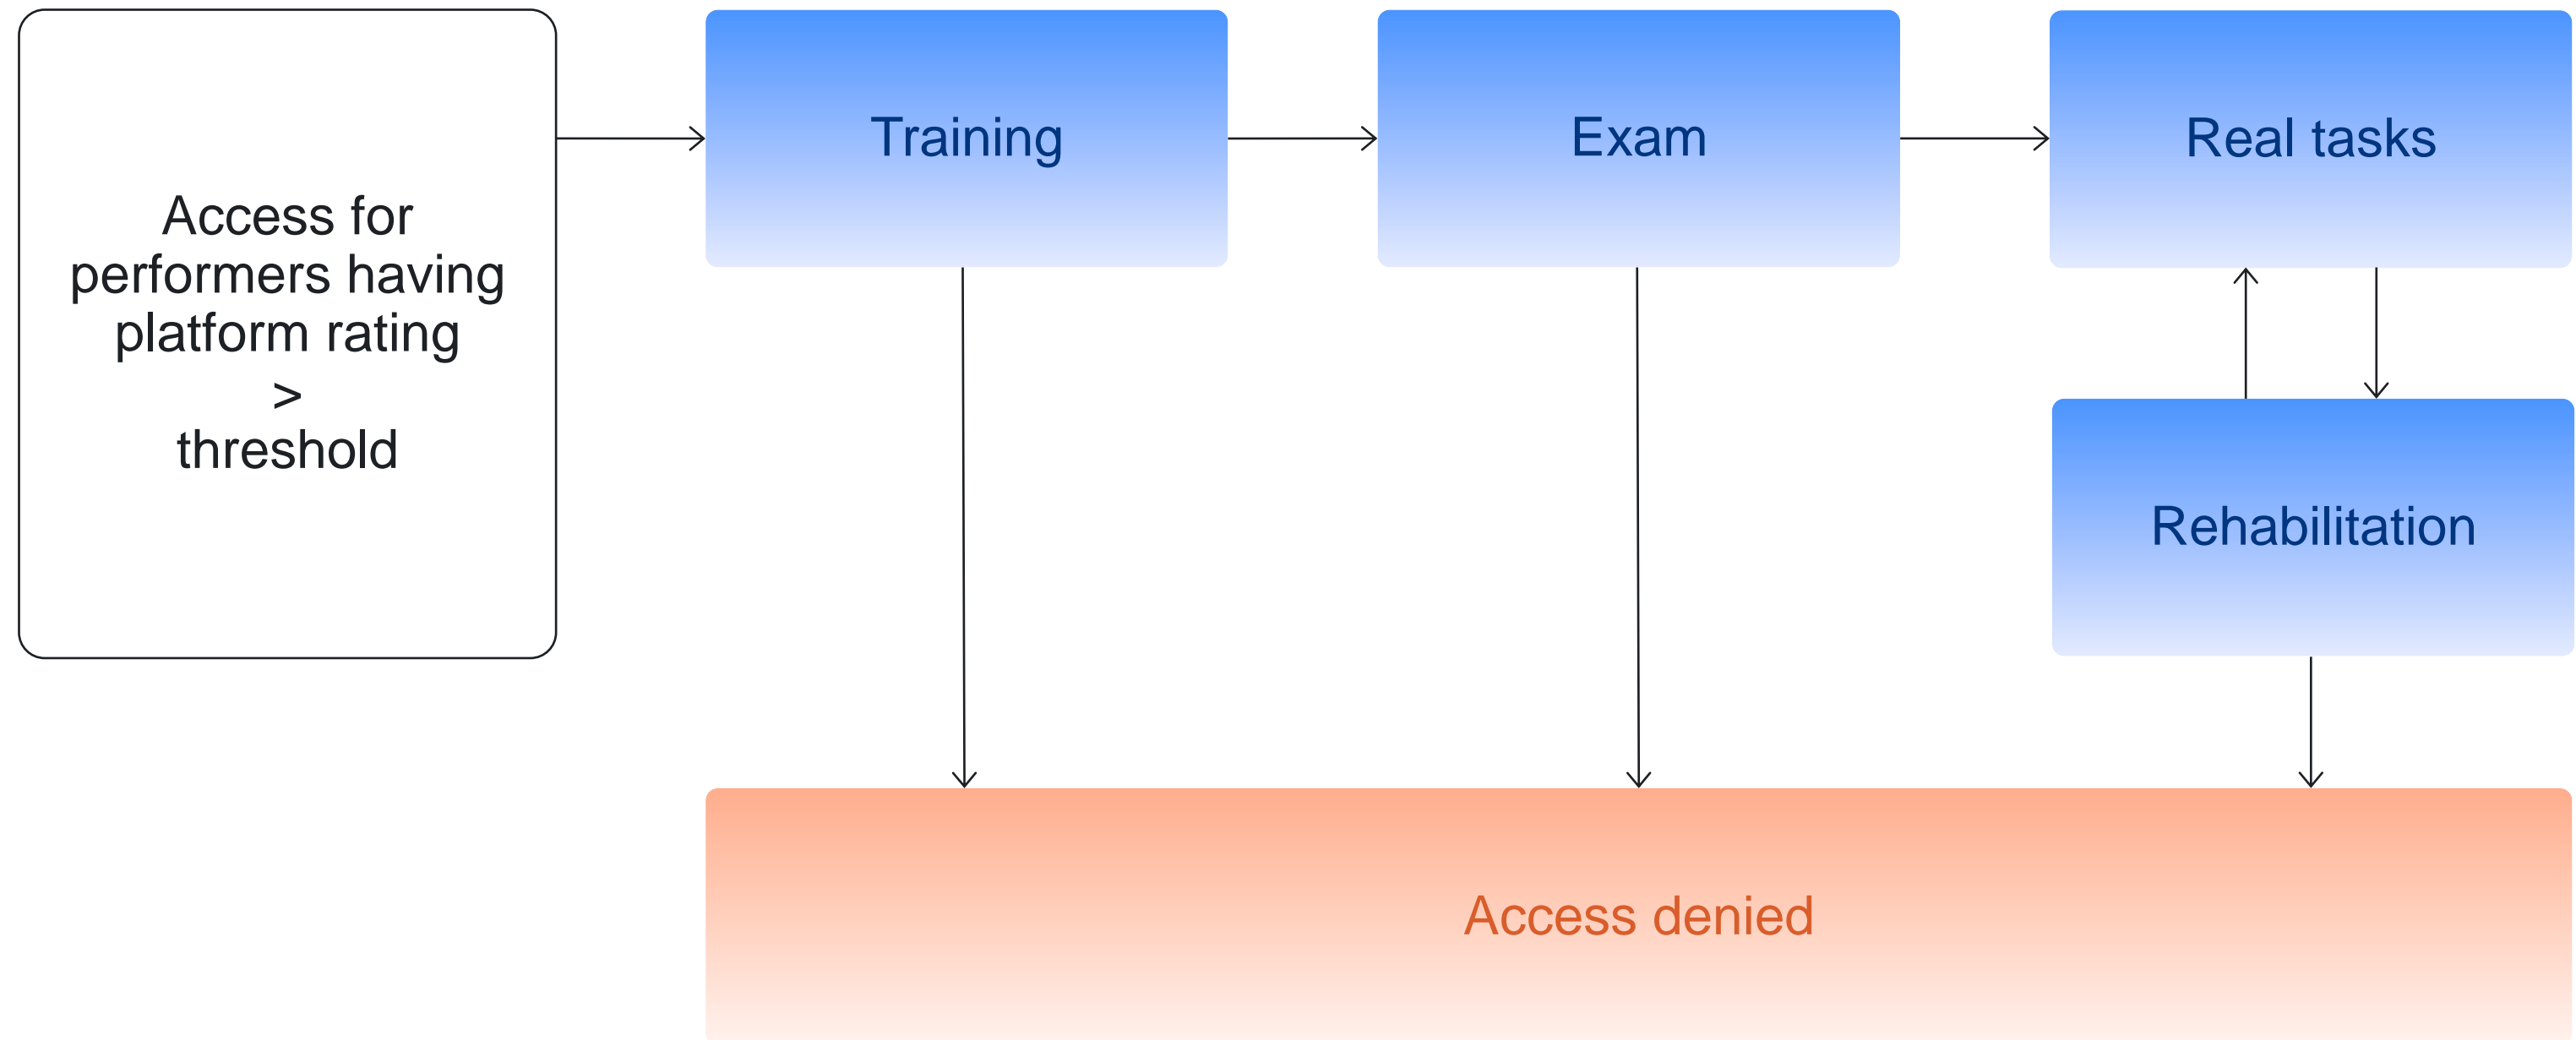 Access for
performers having
platform rating
>
threshold
Training
Exam
Real tasks
Rehabilitation
Access denied